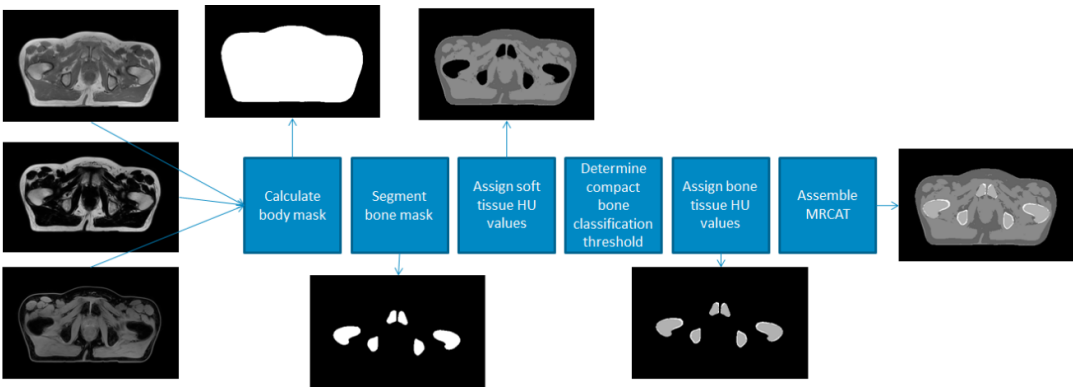 Calculate
body mask
Segment
bone mask
Assign soft
tissue HU
values
Determine
compact
bone
classification
threshold
Assign bone
tissue HU
values
Assemble
MRCAT